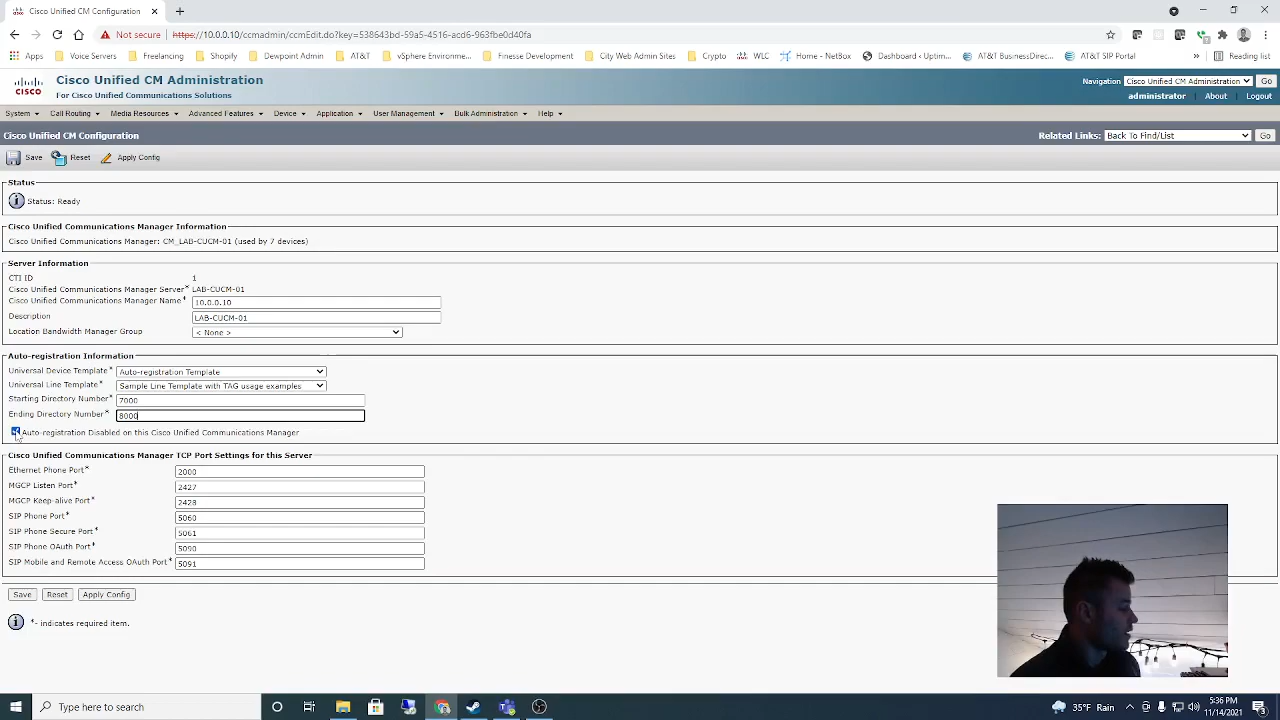 Cisco Unified CM Configuration
Not secure https://10.0.0.10/ccmadmin/ccmEdit.do?key=538643bd-59a5-4516-acd6-963fbe0d40fa
Apps Voice Servers Freelancing Shopify Dewpoint Admin AT&T vSphere Environmen... Finesse Development City Web Admin Sites Crypto WLC Home - NetBox Dashboard ‹ Uptim... AT&T BusinessDirec... AT&T SIP Portal » Reading list
Cisco Unified CM Administration
For Cisco Unified Communications Solutions
CISCO
Navigation Cisco Unified CM Administration Go
administrator About Logout
System Call Routing Media Resources Advanced Features Device Application User Management Bulk Administration Help
Cisco Unified CM Configuration Related Links: Back To Find/List Go
Save Reset Apply Config
Status
Status: Ready
Cisco Unified Communications Manager Information
Cisco Unified Communications Manager: CM_LAB-CUCM-01 (used by 7 devices)
Server Information
CTI ID 1
Cisco Unified Communications Manager Server* LAB-CUCM-01
Cisco Unified Communications Manager Name* 10.0.0.10
Description LAB-CUCM-01
Location Bandwidth Manager Group < None >
Auto-registration Information
Universal Device Template* Auto-registration Template
Universal Line Template* Sample Line Template with TAG usage examples
Starting Directory Number* 7000
Ending Directory Number* 8000
Auto-registration Disabled on this Cisco Unified Communications Manager
Cisco Unified Communications Manager TCP Port Settings for this Server
Ethernet Phone Port* 2000
MGCP Listen Port* 2427
MGCP Keep-alive Port* 2428
SIP Phone Port* 5060
SIP Phone Secure Port* 5061
SIP Phone OAuth Port* 5090
SIP Mobile and Remote Access OAuth Port* 5091
Save Reset Apply Config
*- indicates required item.
Type here to search
35°F Rain
5:36 PM
11/14/2021